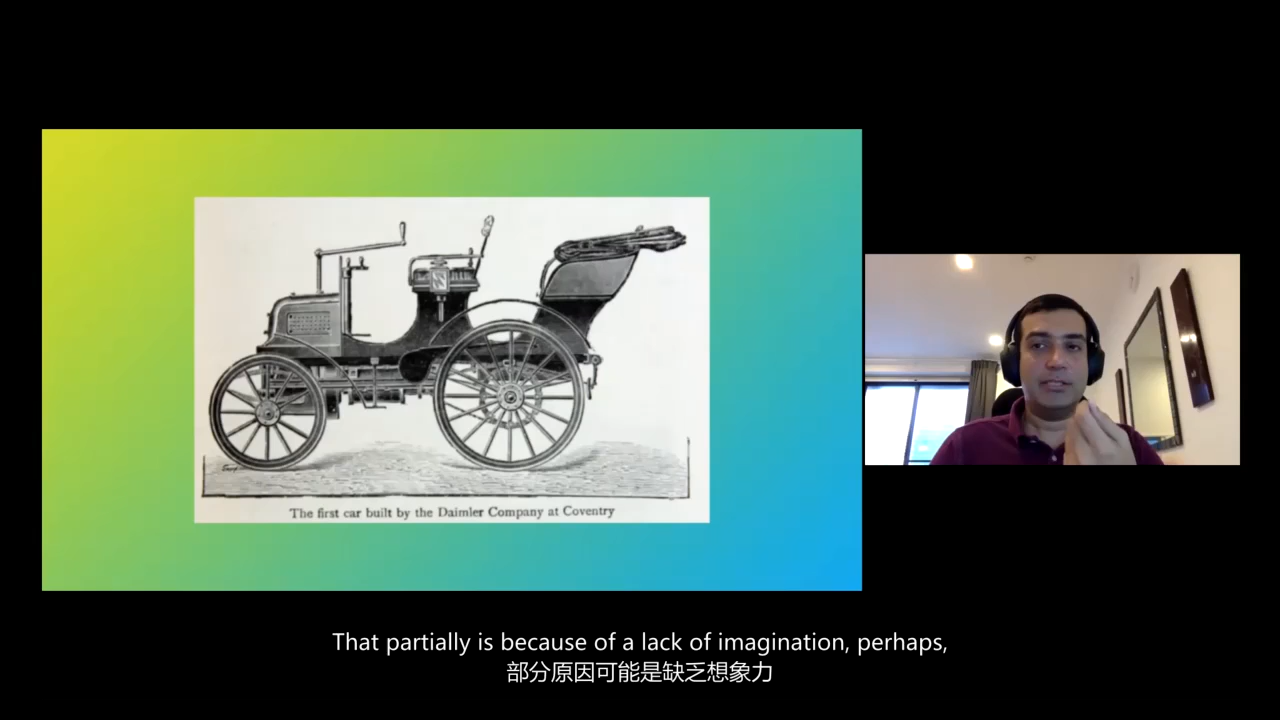 The first car built by the Daimler Company at Coventry
That partially is because of a lack of imagination, perhaps,
部分原因可能是缺乏想象力